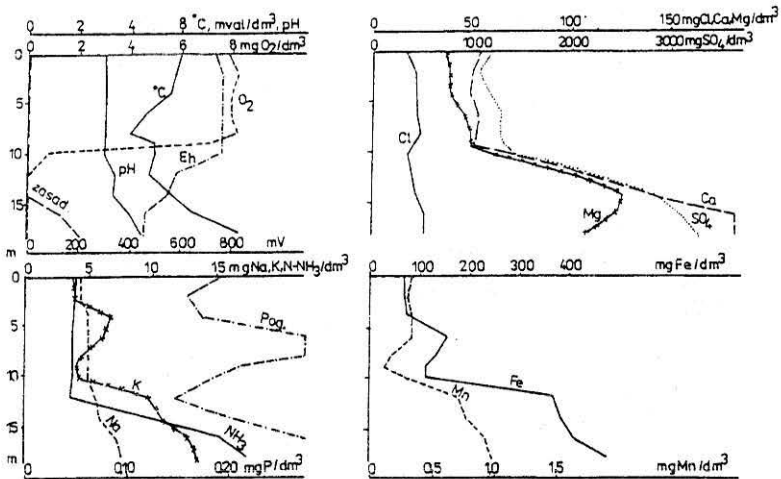 °C, mval/dm³, pH
0 2 4 6 8
0 2 4 6 8 mg O₂/dm³
0
5
10
15
m
°C
O₂
pH
Eh
zasad
0 200 400 600 800 mV
0 50 100 150 mgCl,Ca,Mg/dm³
0 1000 2000 3000 mgSO₄/dm³
Cl
Mg
Ca
SO₄
0 5 10 15 mgNa,K,N-NH₃/dm³
0
5
10
15
m
Pog.
K
Na
NH₃
0 0.10 0.20 mgP/dm³
0 100 200 300 400
mgFe/dm³
Fe
Mn
0 0.5 1.0 1.5 mgMn/dm³